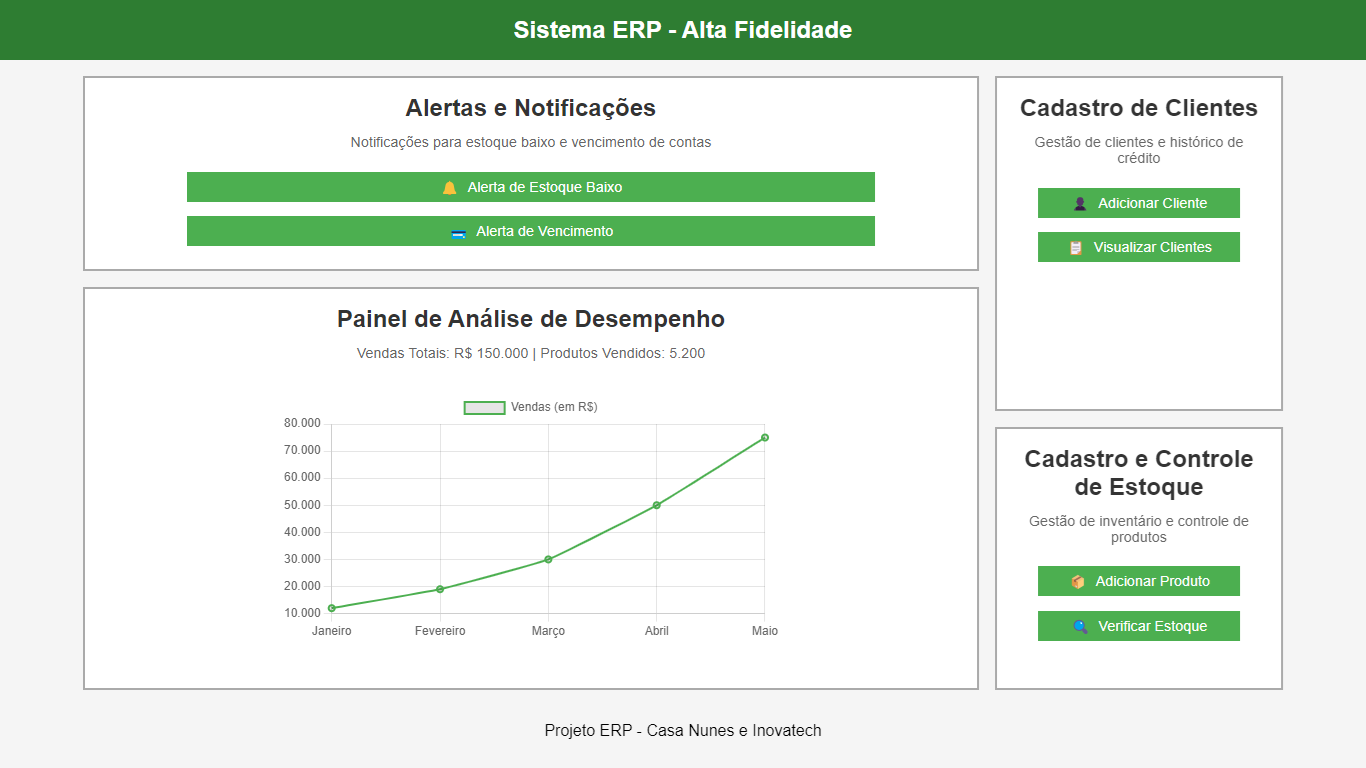 Sistema ERP - Alta Fidelidade
Alertas e Notificações
Notificações para estoque baixo e vencimento de contas
Alerta de Estoque Baixo
Alerta de Vencimento
Cadastro de Clientes
Gestão de clientes e histórico de
crédito
Adicionar Cliente
Visualizar Clientes
Painel de Análise de Desempenho
Vendas Totais: R$ 150.000 | Produtos Vendidos: 5.200
Vendas (em R$)
80.000
70.000
60.000
50.000
40.000
30.000
20.000
10.000
Janeiro Fevereiro Março Abril Maio
Cadastro e Controle
de Estoque
Gestão de inventário e controle de
produtos
Adicionar Produto
Verificar Estoque
Projeto ERP - Casa Nunes e Inovatech